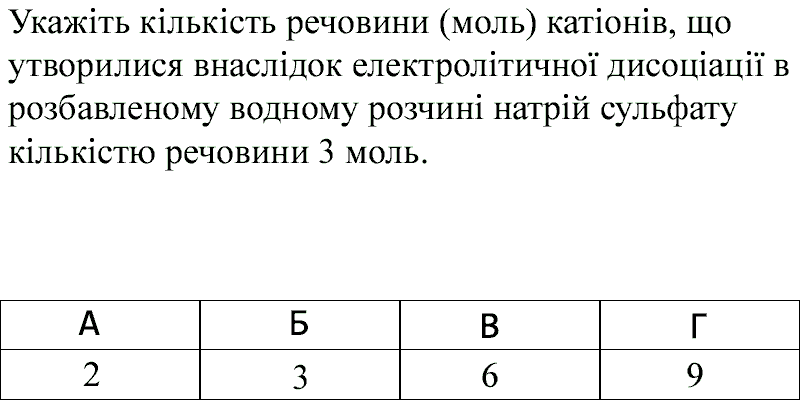 Укажіть кількість речовини (моль) катіонів, що
утворилися внаслідок електролітичної дисоціації в
розбавленому водному розчині натрій сульфату
кількістю речовини 3 моль.
А Б В Г
2 3 6 9